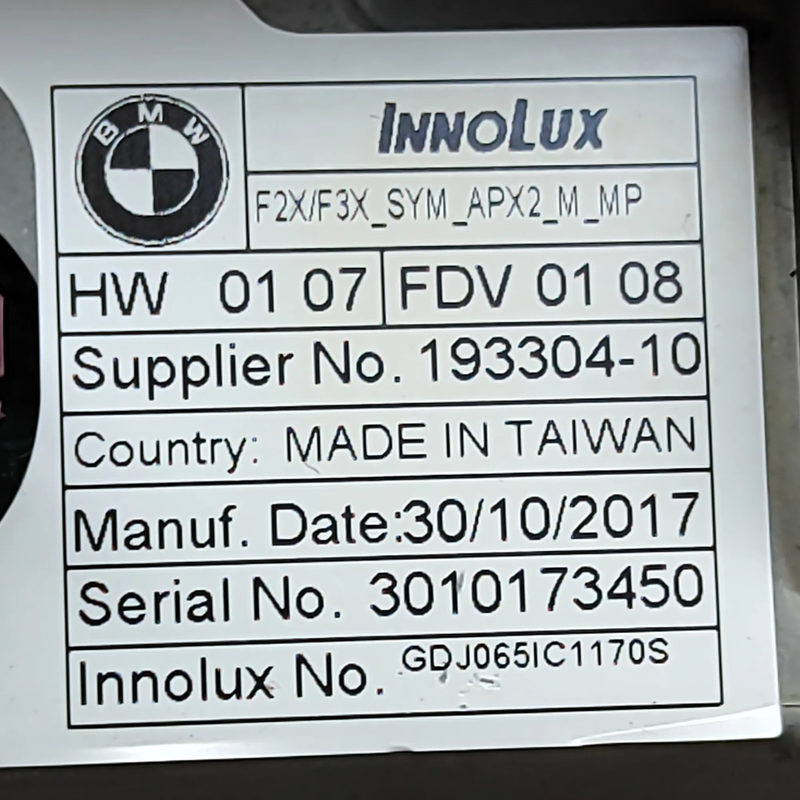 BMW
INNOLUX
F2X/F3X_SYM_APX2_M_MP
HW 01 07 FDV 01 08
Supplier No. 193304-10
Country: MADE IN TAIWAN
Manuf. Date:30/10/2017
Serial No. 3010173450
Innolux No. GDJ065IC1170S